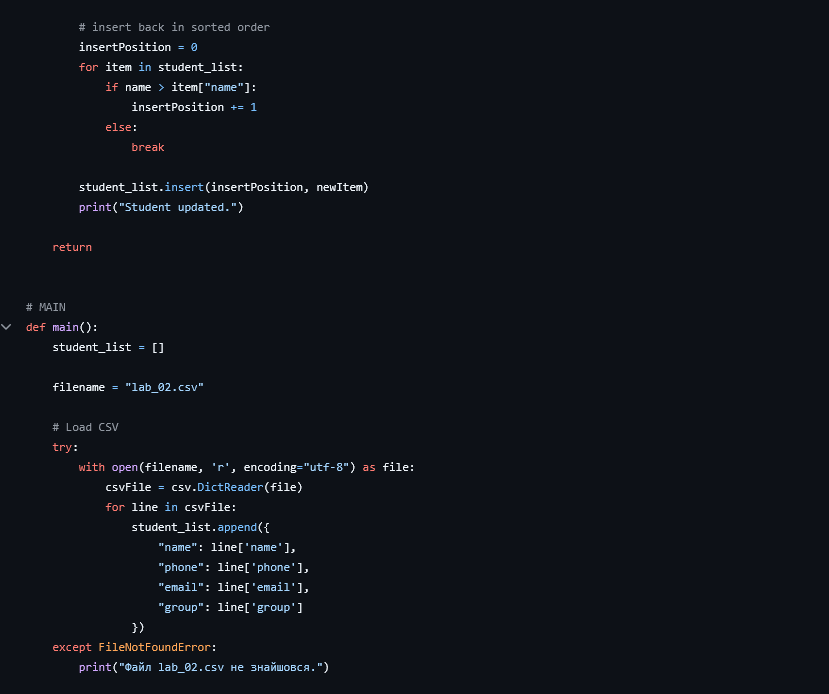 # insert back in sorted order
insertPosition = 0
for item in student_list:
if name > item["name"]:
insertPosition += 1
else:
break
student_list.insert(insertPosition, newItem)
print("Student updated.")
return
# MAIN
def main():
student_list = []
filename = "lab_02.csv"
# Load CSV
try:
with open(filename, 'r', encoding="utf-8") as file:
csvFile = csv.DictReader(file)
for line in csvFile:
student_list.append({
"name": line['name'],
"phone": line['phone'],
"email": line['email'],
"group": line['group']
})
except FileNotFoundError:
print("Файл lab_02.csv не знайшовся.")